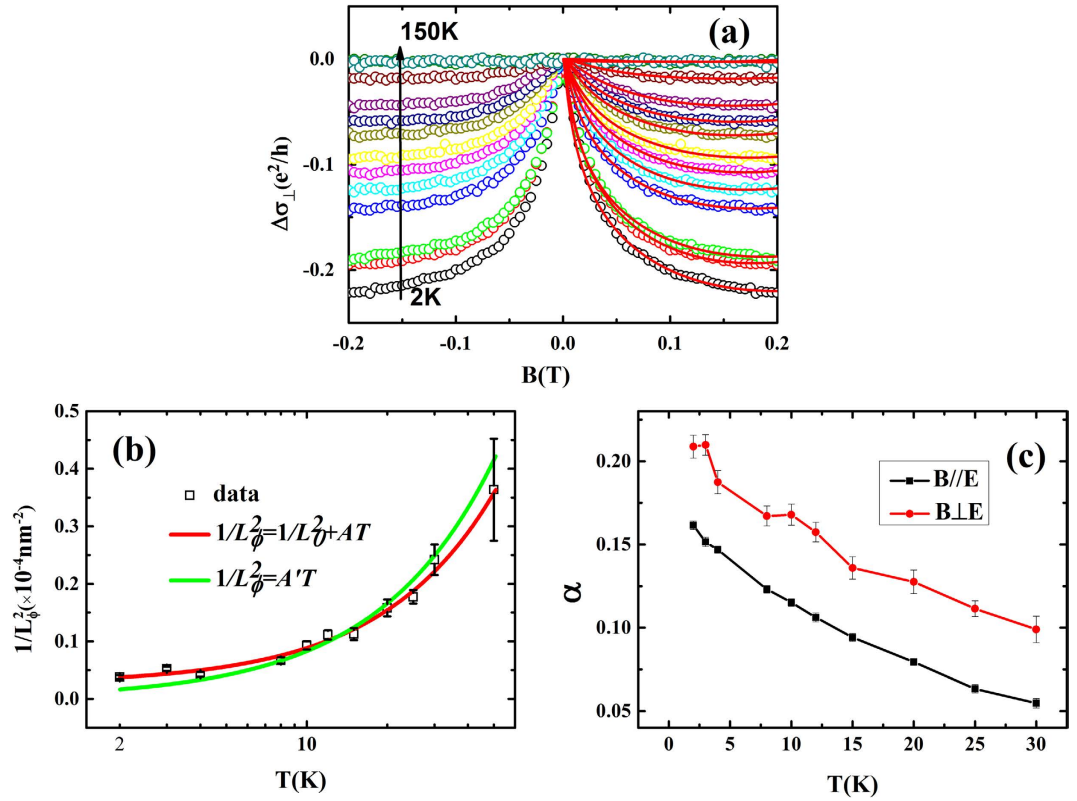 (a)
150K
2K
0.0
-0.1
-0.2
Δσ⊥(e²/h)
-0.2 -0.1 0.0 0.1 0.2
B(T)
(b)
0.5
0.4
0.3
0.2
0.1
0.0
1/L²ϕ(×10⁻⁴nm⁻²)
data
1/L²ϕ=1/L²0+AT
1/L²ϕ=A'T
2 10
T(K)
(c)
0.20
0.15
0.10
0.05
α
B//E
B⊥E
0 5 10 15 20 25 30
T(K)